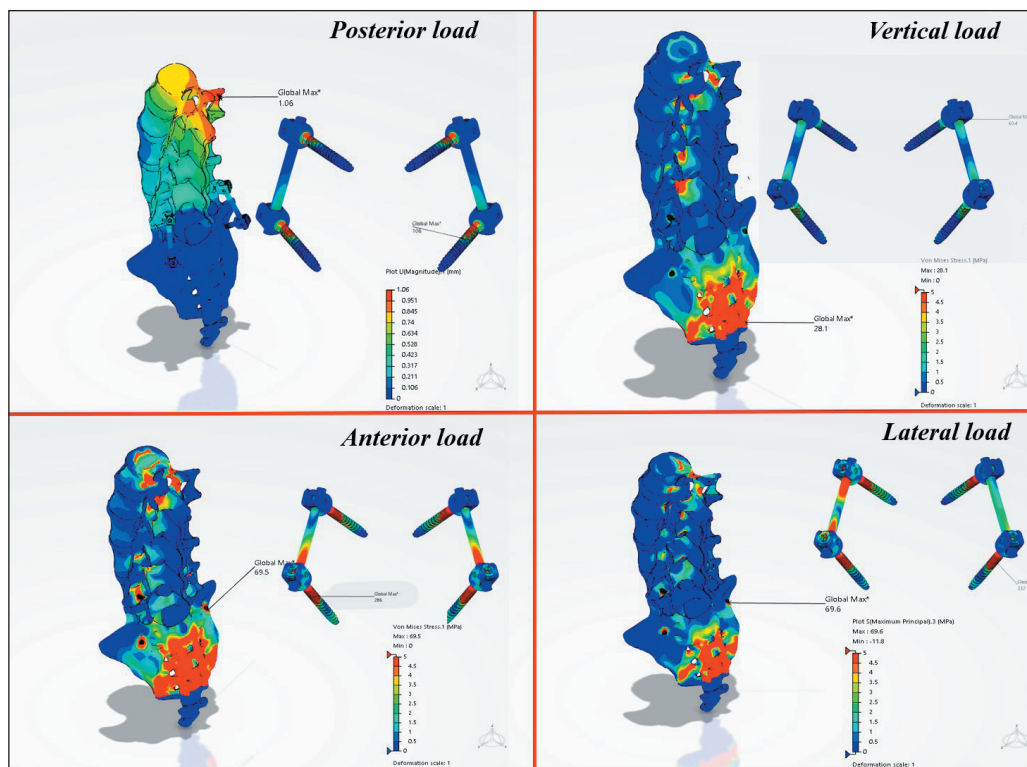 Posterior load
Global Max*
1.06
Global Max*
Plot U(Magnitude).1 (mm)
1.06
0.951
0.845
0.74
0.634
0.528
0.423
0.317
0.211
0.106
0
Deformation scale: 1
Vertical load
Von Mises Stress.1 (MPa)
Max : 28.1
Min : 0
5
4.5
4
3.5
3
2.5
2
1.5
1
0.5
0
Global Max*
28.1
Deformation scale: 1
Anterior load
Global Max*
69.5
Global Max*
286
Von Mises Stress.1 (MPa)
Max : 69.5
Min : 0
5
4.5
4
3.5
3
2.5
2
1.5
1
0.5
0
Deformation scale: 1
Lateral load
Global Max*
69.6
Plot S(Maximum Principal).3 (MPa)
Max : 69.6
Min : -11.8
5
4.5
4
3.5
3
2.5
2
1.5
1
0.5
0
Deformation scale: 1